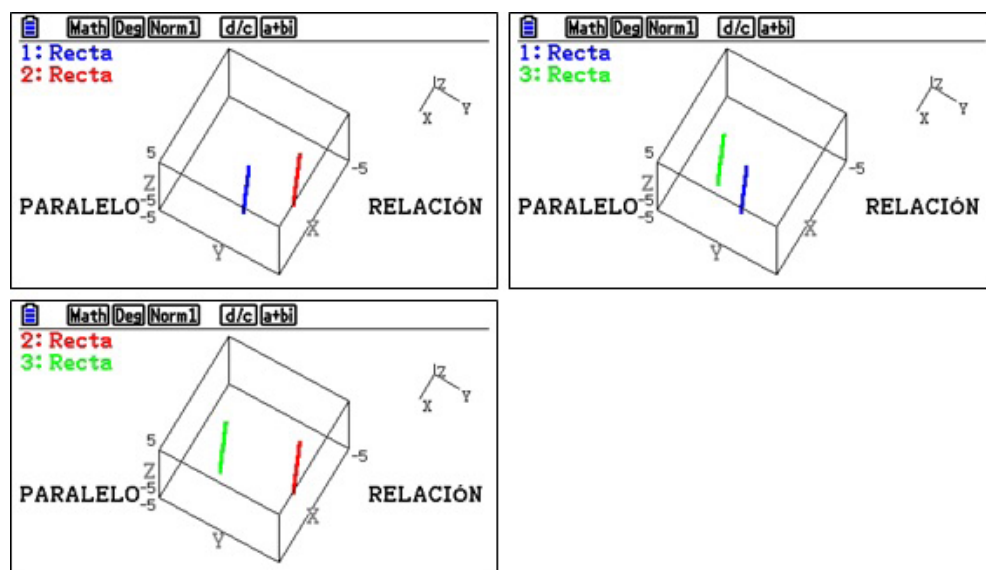 Math Deg Norm1 d/c a+bi
1: Recta
2: Recta
Z
X Y
5
-5
Z
PARALELO -5 RELACIÓN
-5
X
Y
Math Deg Norm1 d/c a+bi
1: Recta
3: Recta
Z
X Y
5
-5
Z
PARALELO -5 RELACIÓN
-5
X
Y
Math Deg Norm1 d/c a+bi
2: Recta
3: Recta
Z
X Y
5
-5
Z
PARALELO -5 RELACIÓN
-5
X
Y